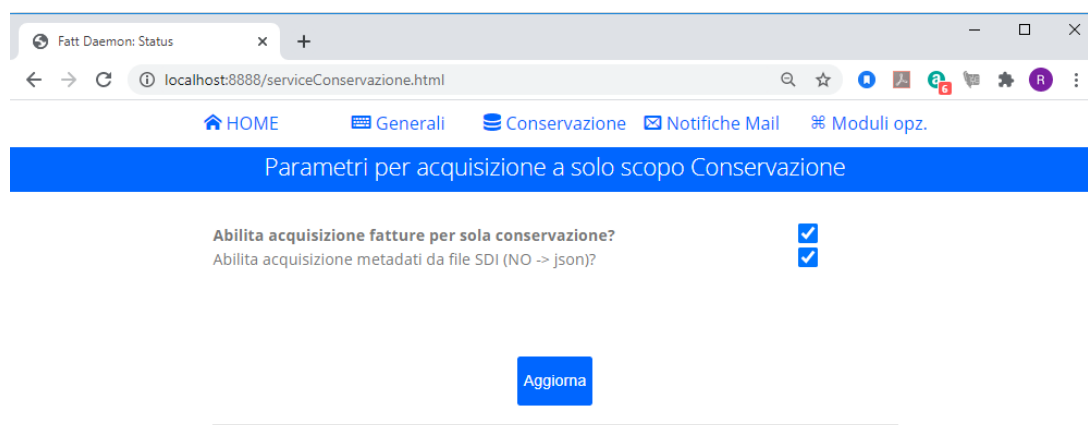 Fatt Daemon: Status
localhost:8888/serviceConservazione.html
6
R
HOME Generali Conservazione Notifiche Mail Moduli opz.
Parametri per acquisizione a solo scopo Conservazione
Abilita acquisizione fatture per sola conservazione?
Abilita acquisizione metadati da file SDI (NO -> json)?
Aggiorna